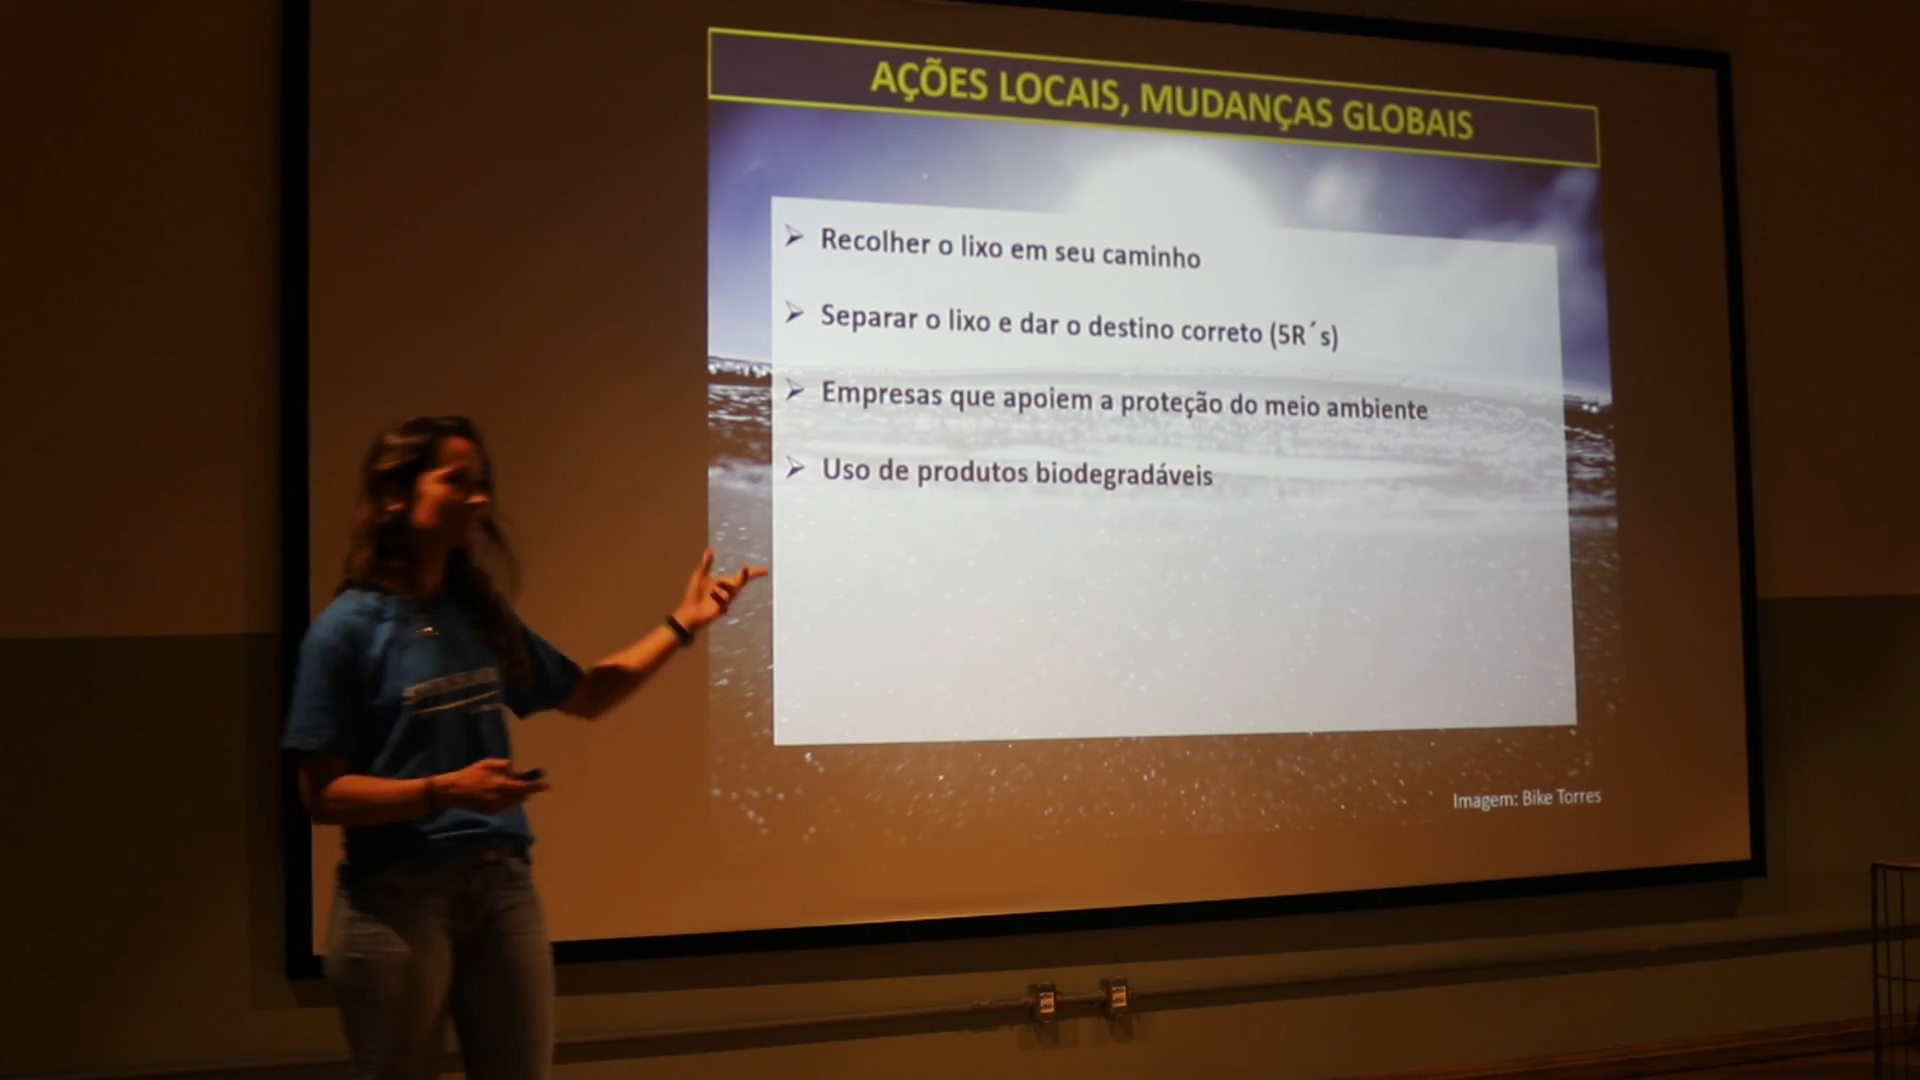 AÇÕES LOCAIS, MUDANÇAS GLOBAIS
Recolher o lixo em seu caminho
Separar o lixo e dar o destino correto (5R´s)
Empresas que apoiem a proteção do meio ambiente
Uso de produtos biodegradáveis
Imagem: Bike Torres